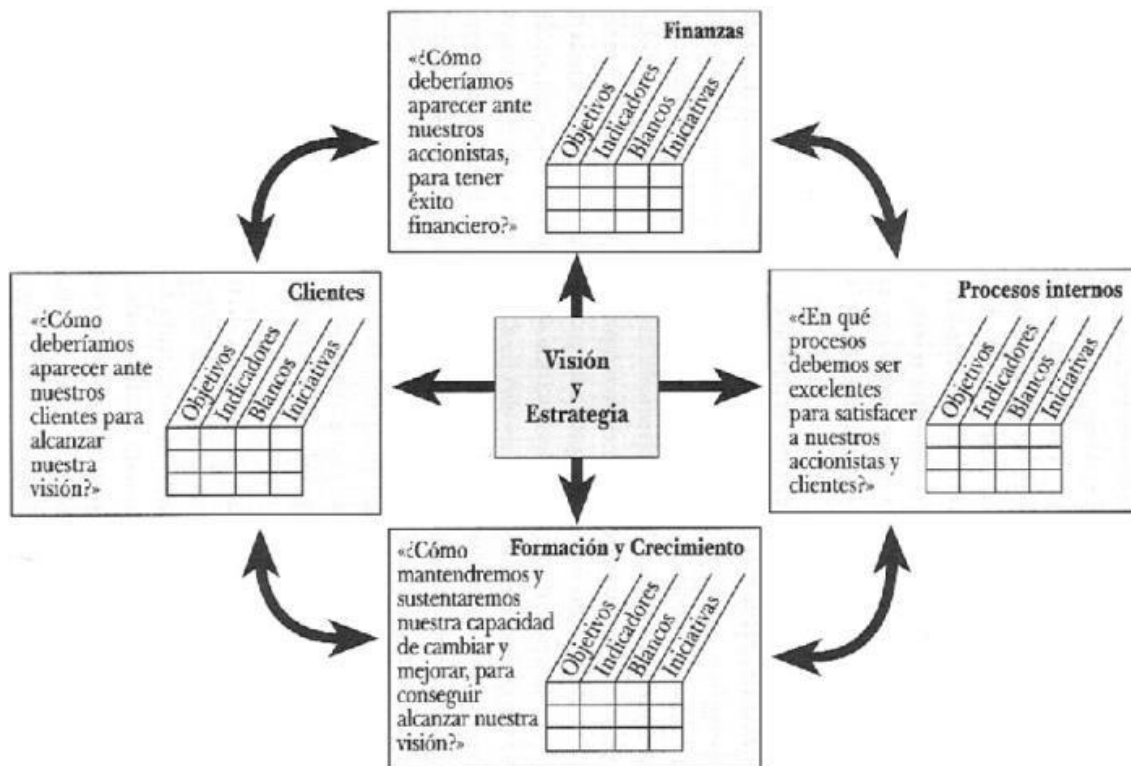 Finanzas
«¿Cómo
deberíamos
aparecer ante
nuestros
accionistas,
para tener
éxito
financiero?»
Objetivos
Indicadores
Blancos
Iniciativas
Clientes
«¿Cómo
deberíamos
aparecer ante
nuestros
clientes para
alcanzar
nuestra
visión?»
Objetivos
Indicadores
Blancos
Iniciativas
Visión
y
Estrategia
Procesos internos
«¿En qué
procesos
debemos ser
excelentes
para satisfacer
a nuestros
accionistas y
clientes?»
Objetivos
Indicadores
Blancos
Iniciativas
Formación y Crecimiento
«¿Cómo
mantendremos y
sustentaremos
nuestra capacidad
de cambiar y
mejorar, para
conseguir
alcanzar nuestra
visión?»
Objetivos
Indicadores
Blancos
Iniciativas